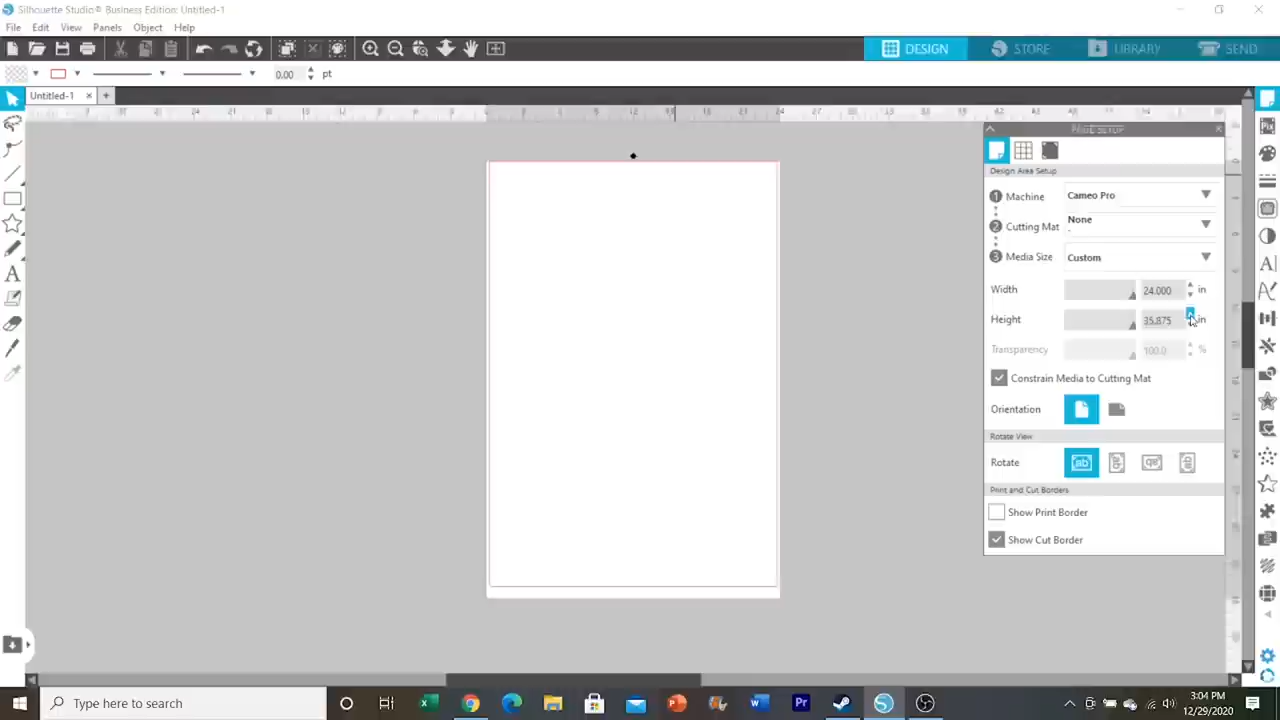 Silhouette Studio® Business Edition: Untitled-1
File Edit View Panels Object Help
DESIGN STORE LIBRARY SEND
0.00 pt
Untitled-1
Design Area Setup
1 Machine Cameo Pro
2 Cutting Mat None
3 Media Size Custom
Width 24.000 in
Height 35.875 in
Transparency 100.0 %
Constrain Media to Cutting Mat
Orientation
Rotate View
Rotate
Print and Cut Borders
Show Print Border
Show Cut Border
Type here to search
3:04 PM
12/29/2020